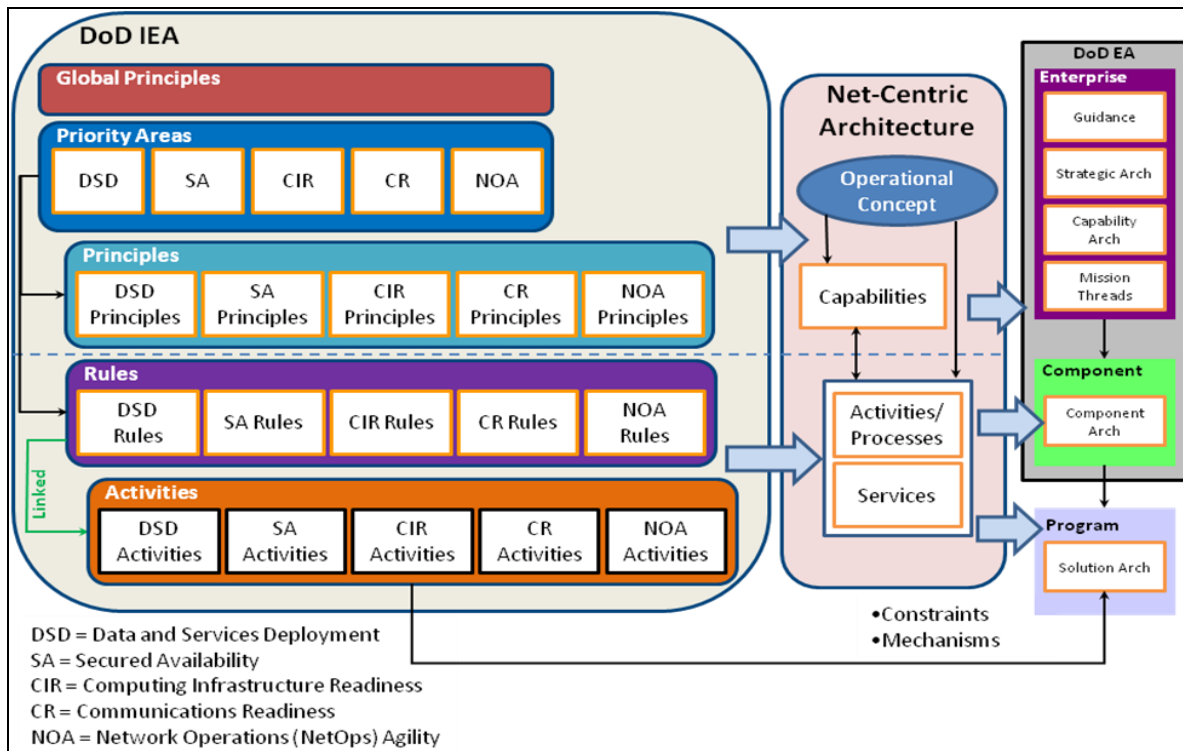 DoD IEA
Global Principles
Priority Areas
DSD
SA
CIR
CR
NOA
Principles
DSD
Principles
SA
Principles
CIR
Principles
CR
Principles
NOA
Principles
Rules
DSD
Rules
SA Rules
CIR Rules
CR Rules
NOA
Rules
Linked
Activities
DSD
Activities
SA
Activities
CIR
Activities
CR
Activities
NOA
Activities
DSD = Data and Services Deployment
SA = Secured Availability
CIR = Computing Infrastructure Readiness
CR = Communications Readiness
NOA = Network Operations (NetOps) Agility
Net-Centric
Architecture
Operational
Concept
Capabilities
Activities/
Processes
Services
•Constraints
•Mechanisms
DoD EA
Enterprise
Guidance
Strategic Arch
Capability
Arch
Mission
Threads
Component
Component
Arch
Program
Solution Arch